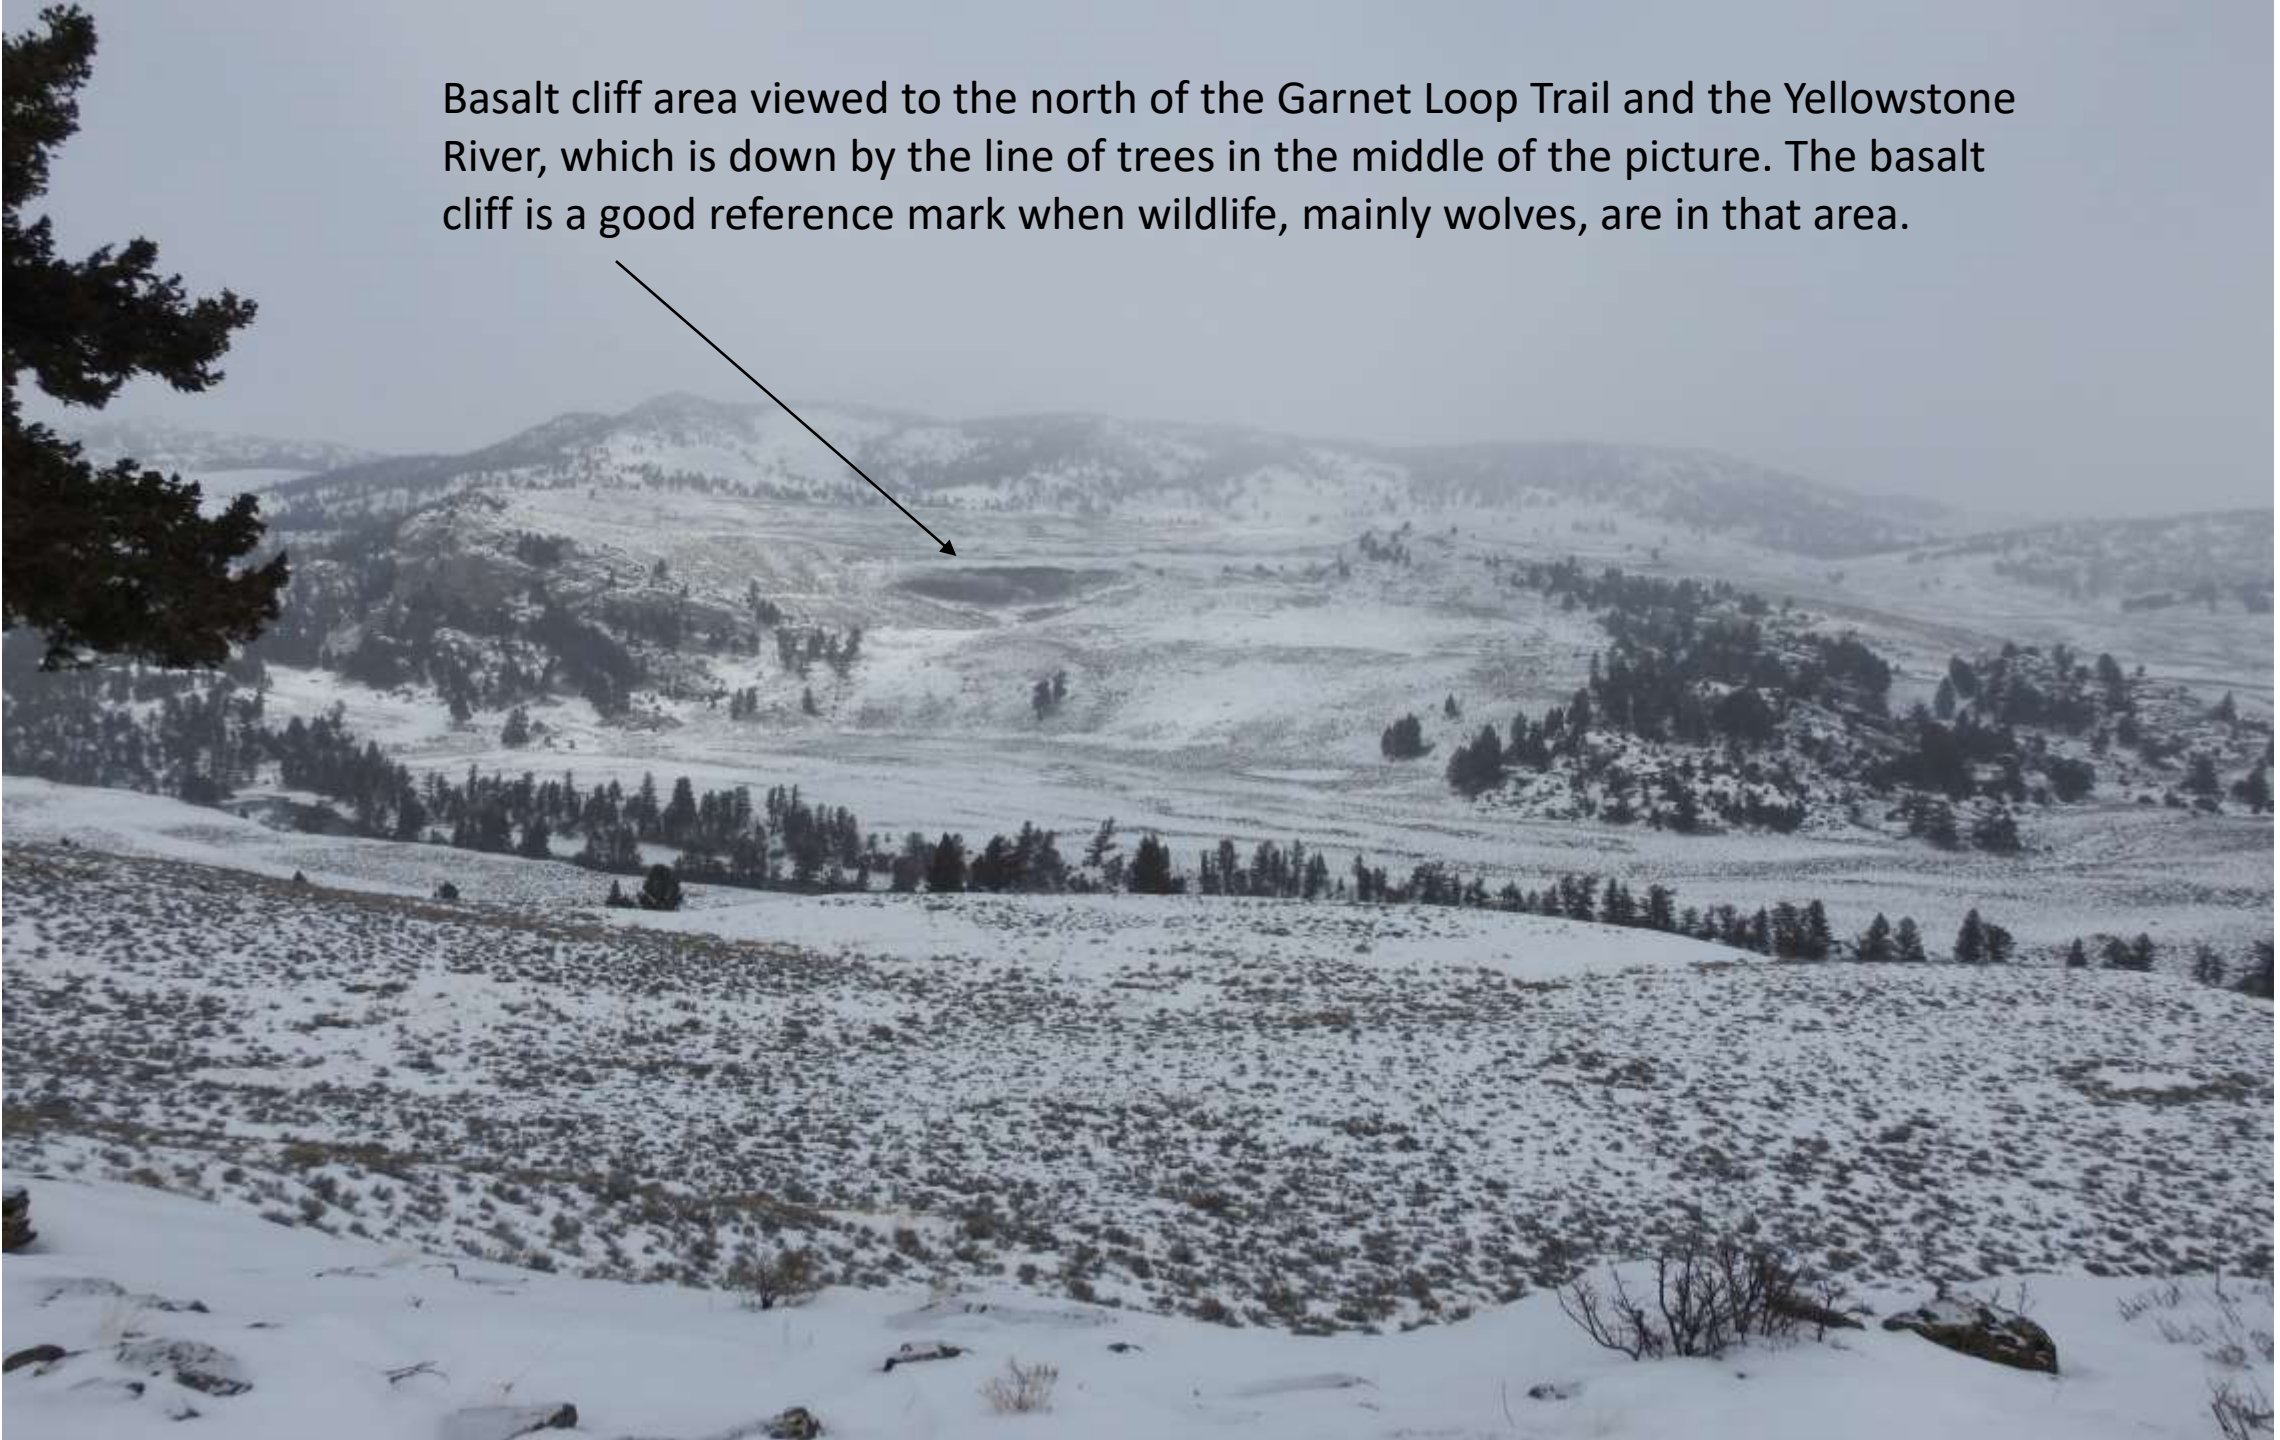 Basalt cliff area viewed to the north of the Garnet Loop Trail and the Yellowstone
River, which is down by the line of trees in the middle of the picture. The basalt
cliff is a good reference mark when wildlife, mainly wolves, are in that area.